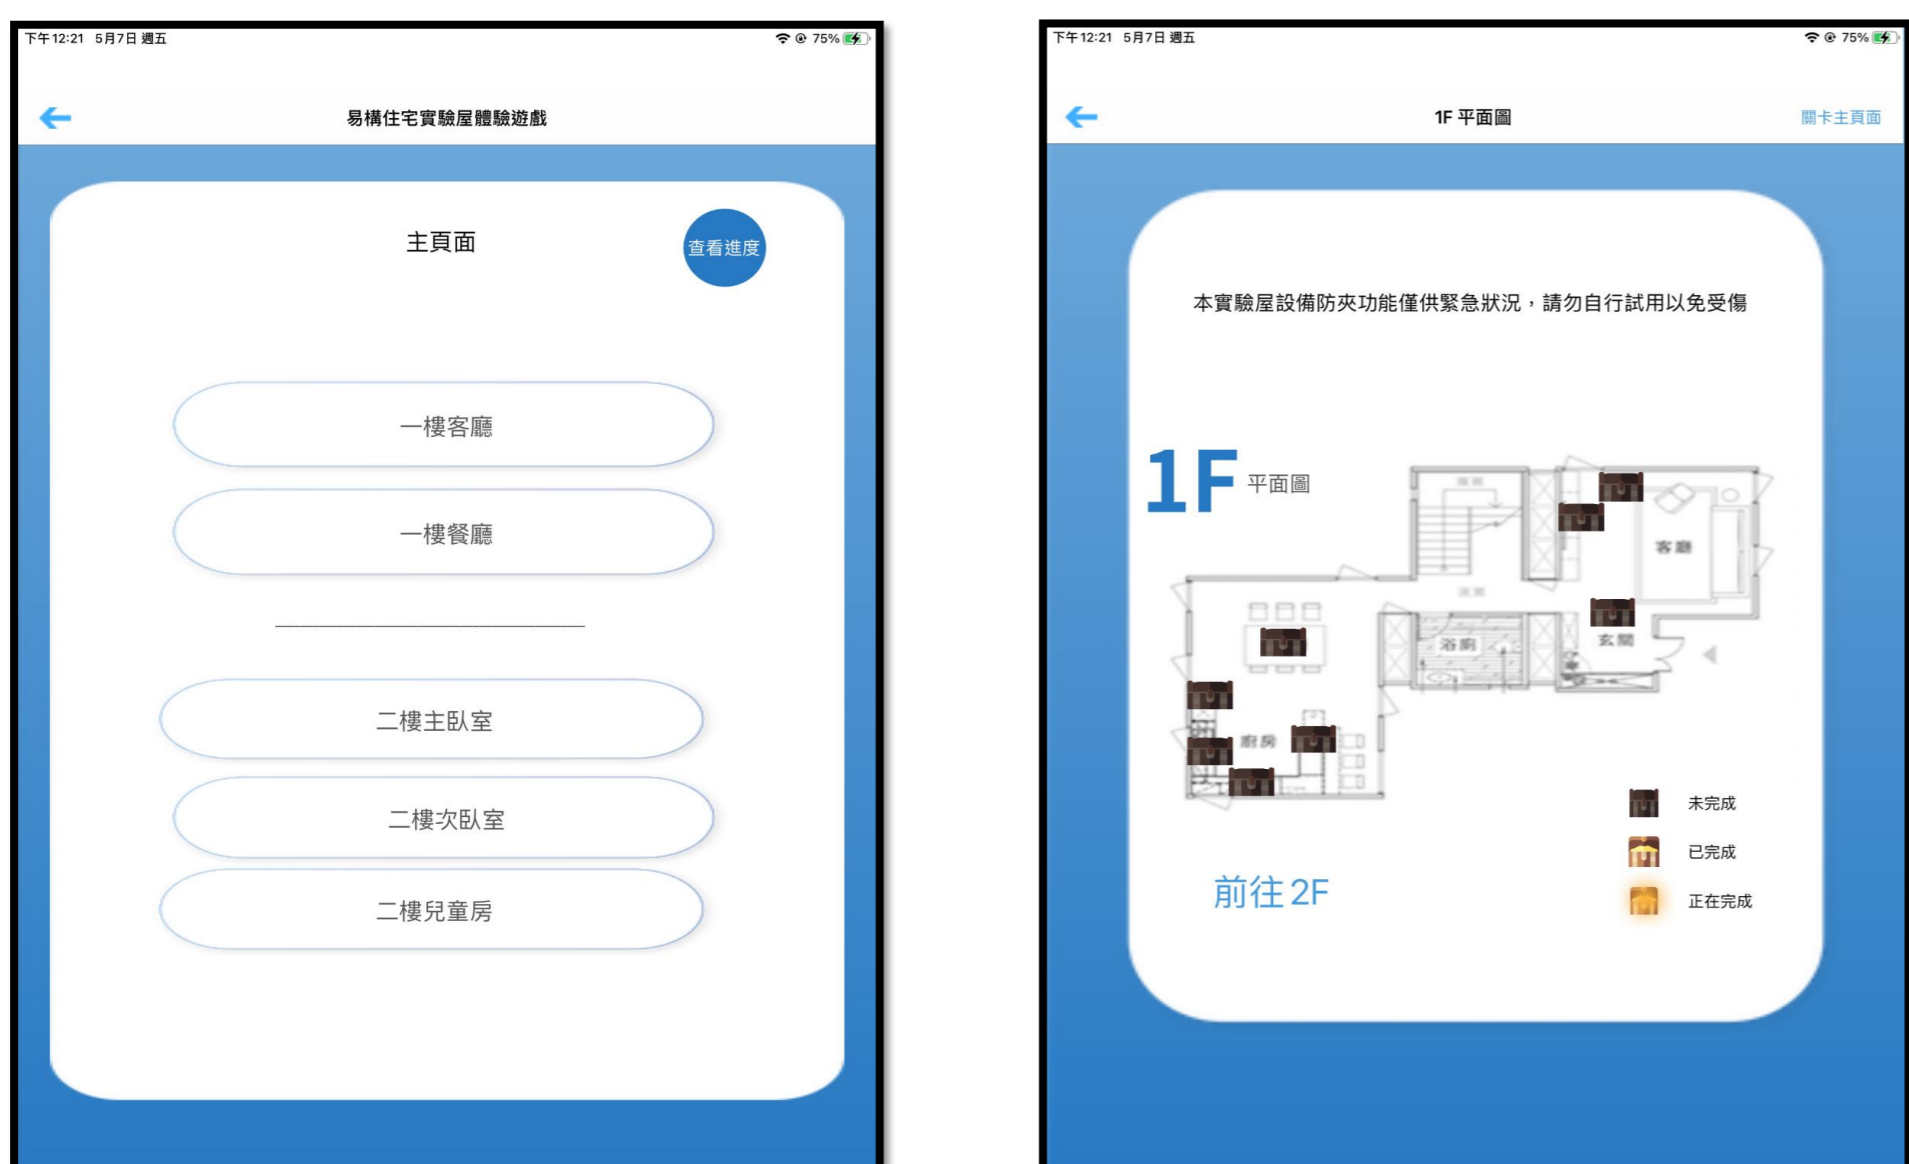 下午12:21 5月7日 週五
75%
易構住宅實驗屋體驗遊戲
主頁面
查看進度
一樓客廳
一樓餐廳
二樓主臥室
二樓次臥室
二樓兒童房
下午12:21 5月7日 週五
75%
1F 平面圖
關卡主頁面
本實驗屋設備防夾功能僅供緊急狀況，請勿自行試用以免受傷
1F 平面圖
客廳
玄關
浴廁
廚房
未完成
已完成
正在完成
前往2F